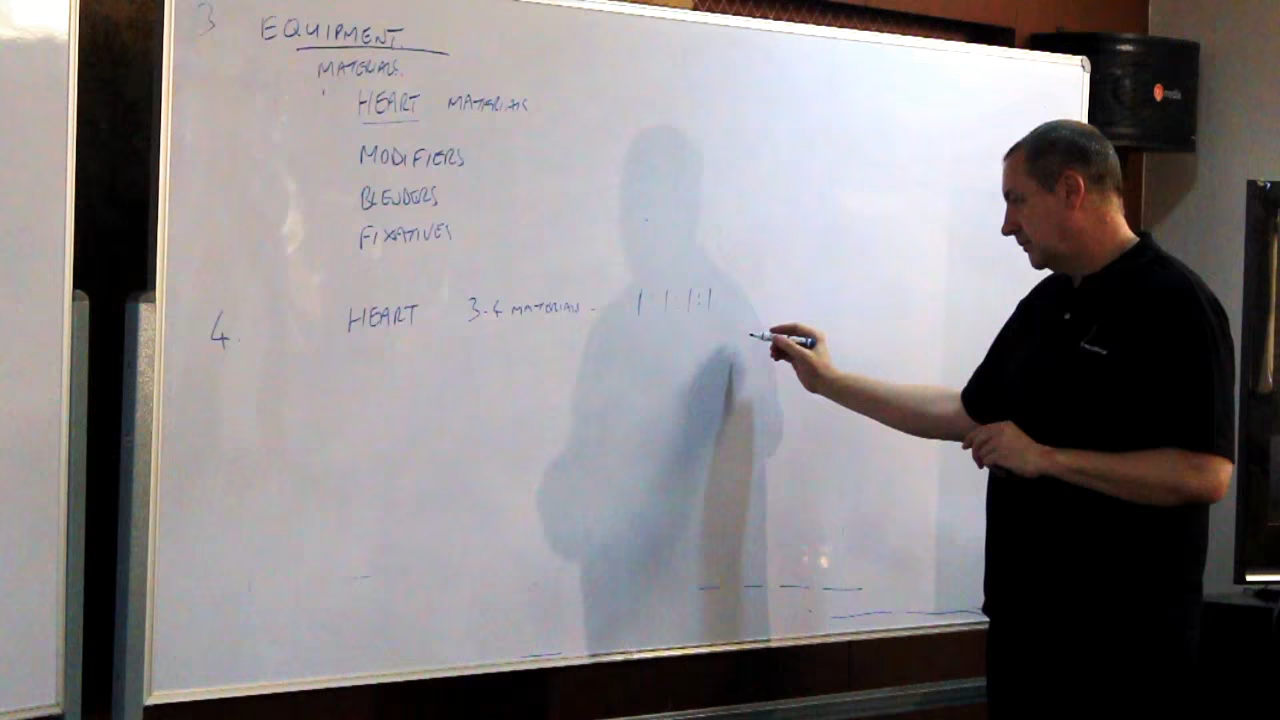 3 EQUIPMENT
MATERIALS.
HEART MATERIALS
MODIFIERS
BLENDERS
FIXATIVES
4. HEART 3-4 MATERIALS - 1:1:1:1